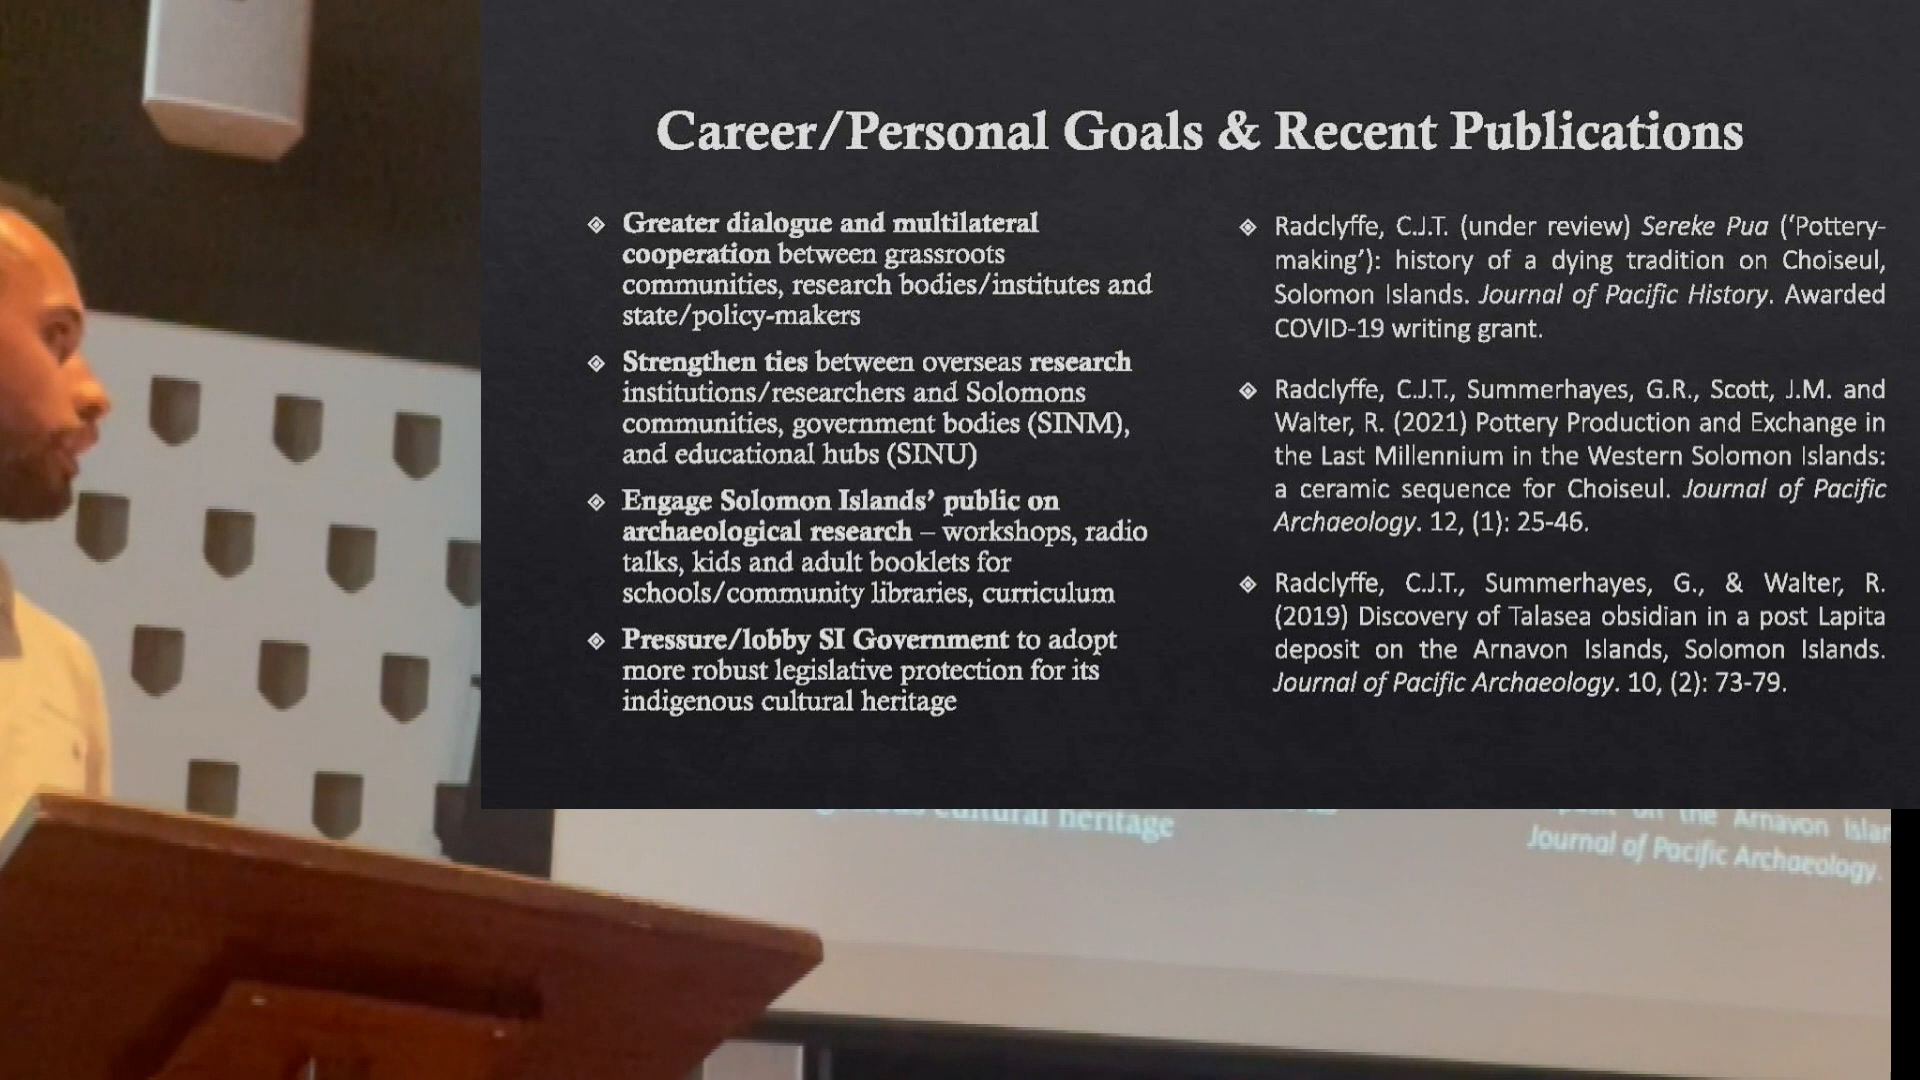 Career/Personal Goals & Recent Publications
Greater dialogue and multilateral
cooperation between grassroots
communities, research bodies/institutes and
state/policy-makers
Strengthen ties between overseas research
institutions/researchers and Solomons
communities, government bodies (SINM),
and educational hubs (SINU)
Engage Solomon Islands’ public on
archaeological research – workshops, radio
talks, kids and adult booklets for
schools/community libraries, curriculum
Pressure/lobby SI Government to adopt
more robust legislative protection for its
indigenous cultural heritage
Radclyffe, C.J.T. (under review) Sereke Pua (‘Pottery-
making’): history of a dying tradition on Choiseul,
Solomon Islands. Journal of Pacific History. Awarded
COVID-19 writing grant.
Radclyffe, C.J.T., Summerhayes, G.R., Scott, J.M. and
Walter, R. (2021) Pottery Production and Exchange in
the Last Millennium in the Western Solomon Islands:
a ceramic sequence for Choiseul. Journal of Pacific
Archaeology. 12, (1): 25-46.
Radclyffe, C.J.T., Summerhayes, G., & Walter, R.
(2019) Discovery of Talasea obsidian in a post Lapita
deposit on the Arnavon Islands, Solomon Islands.
Journal of Pacific Archaeology. 10, (2): 73-79.
cultural heritage
on the Arnavon
Journal of Pacific Archaeology.